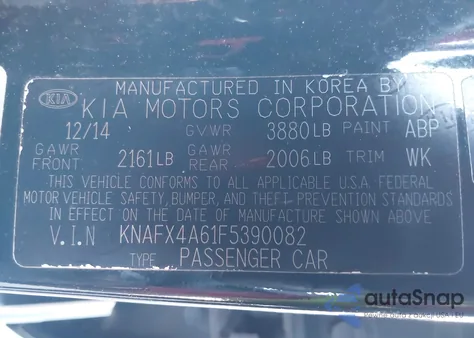 MANUFACTURED IN KOREA BY
KIA KIA MOTORS CORPORATION
12/14 GVWR 3880LB PAINT ABP
GAWR FRONT 2161LB GAWR REAR 2006LB TRIM WK
THIS VEHICLE CONFORMS TO ALL APPLICABLE U.S.A FEDERAL
MOTOR VEHICLE SAFETY, BUMPER, AND THEFT PREVENTION STANDARDS
IN EFFECT ON THE DATE OF MANUFACTURE SHOWN ABOVE
V.I.N KNAFX4A61F5390082
TYPE PASSENGER CAR
autoSnap